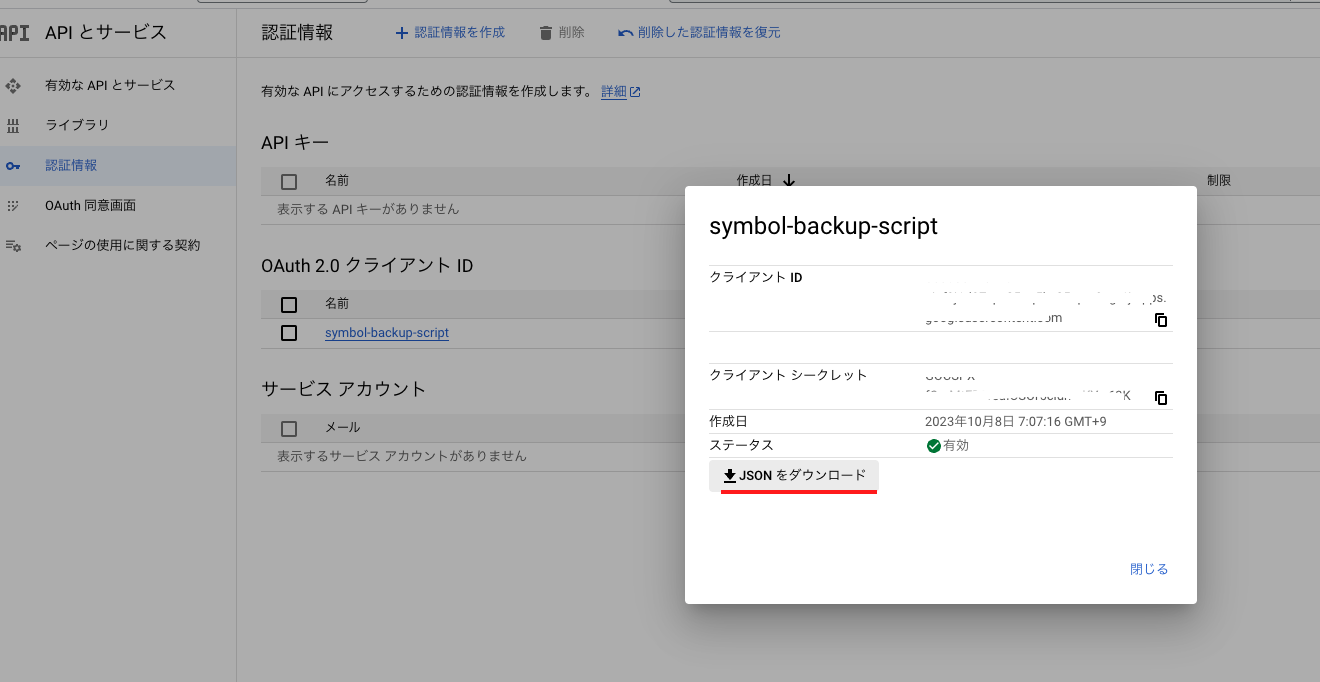 API API とサービス
認証情報
認証情報を作成
削除
削除した認証情報を復元
有効な API とサービス
ライブラリ
認証情報
OAuth 同意画面
ページの使用に関する契約
有効な API にアクセスするための認証情報を作成します。 詳細
API キー
名前 作成日 制限
表示する API キーがありません
OAuth 2.0 クライアント ID
名前
symbol-backup-script
サービス アカウント
メール
表示するサービス アカウントがありません
symbol-backup-script
クライアント ID
クライアント シークレット
作成日 2023年10月8日 7:07:16 GMT+9
ステータス 有効
JSON をダウンロード
閉じる